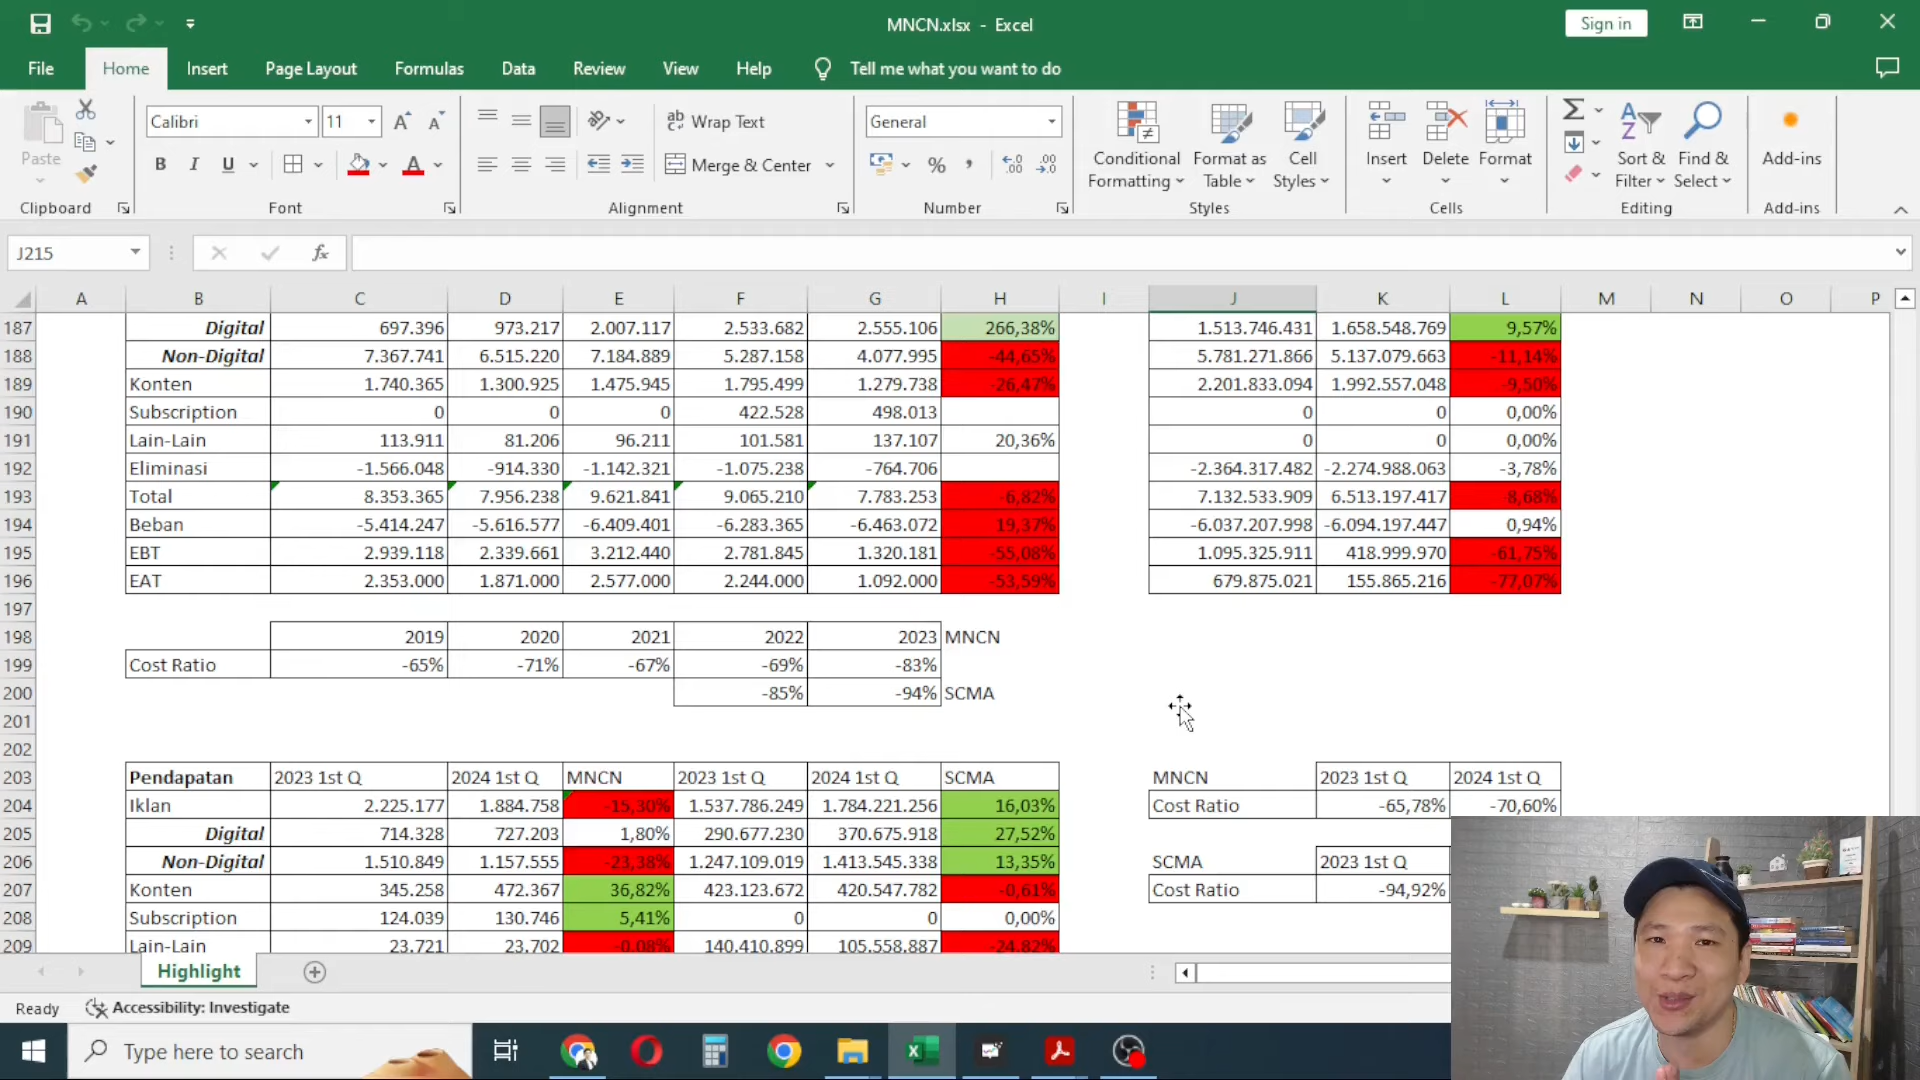 MNCN.xlsx - Excel
Sign in
File Home Insert Page Layout Formulas Data Review View Help Tell me what you want to do
Paste
Calibri 11
Wrap Text
General
B I U
Merge & Center
Conditional Formatting
Format as Table
Cell Styles
Insert Delete Format
Sort & Filter
Find & Select
Add-ins
Clipboard Font Alignment Number Styles Cells Editing Add-ins
J215 fx
A B C D E F G H I J K L M N O P
187 Digital 697.396 973.217 2.007.117 2.533.682 2.555.106 266,38% 1.513.746.431 1.658.548.769 9,57%
188 Non-Digital 7.367.741 6.515.220 7.184.889 5.287.158 4.077.995 -44,65% 5.781.271.866 5.137.079.663 -11,14%
189 Konten 1.740.365 1.300.925 1.475.945 1.795.499 1.279.738 -26,47% 2.201.833.094 1.992.557.048 -9,50%
190 Subscription 0 0 0 422.528 498.013 0 0 0,00%
191 Lain-Lain 113.911 81.206 96.211 101.581 137.107 20,36% 0 0 0,00%
192 Eliminasi -1.566.048 -914.330 -1.142.321 -1.075.238 -764.706 -2.364.317.482 -2.274.988.063 -3,78%
193 Total 8.353.365 7.956.238 9.621.841 9.065.210 7.783.253 -6,82% 7.132.533.909 6.513.197.417 -8,68%
194 Beban -5.414.247 -5.616.577 -6.409.401 -6.283.365 -6.463.072 19,37% -6.037.207.998 -6.094.197.447 0,94%
195 EBT 2.939.118 2.339.661 3.212.440 2.781.845 1.320.181 -55,08% 1.095.325.911 418.999.970 -61,75%
196 EAT 2.353.000 1.871.000 2.577.000 2.244.000 1.092.000 -53,59% 679.875.021 155.865.216 -77,07%
197
198 2019 2020 2021 2022 2023 MNCN
199 Cost Ratio -65% -71% -67% -69% -83%
200 -85% -94% SCMA
201
202
203 Pendapatan 2023 1st Q 2024 1st Q MNCN 2023 1st Q 2024 1st Q SCMA MNCN 2023 1st Q 2024 1st Q
204 Iklan 2.225.177 1.884.758 -15,30% 1.537.786.249 1.784.221.256 16,03% Cost Ratio -65,78% -70,60%
205 Digital 714.328 727.203 1,80% 290.677.230 370.675.918 27,52%
206 Non-Digital 1.510.849 1.157.555 -23,38% 1.247.109.019 1.413.545.338 13,35% SCMA 2023 1st Q
207 Konten 345.258 472.367 36,82% 423.123.672 420.547.782 -0,61% Cost Ratio -94,92%
208 Subscription 124.039 130.746 5,41% 0 0 0,00%
209 Lain-Lain 23.721 23.702 -0,08% 140.410.899 105.558.887 -24,82%
Highlight
Ready Accessibility: Investigate
Type here to search